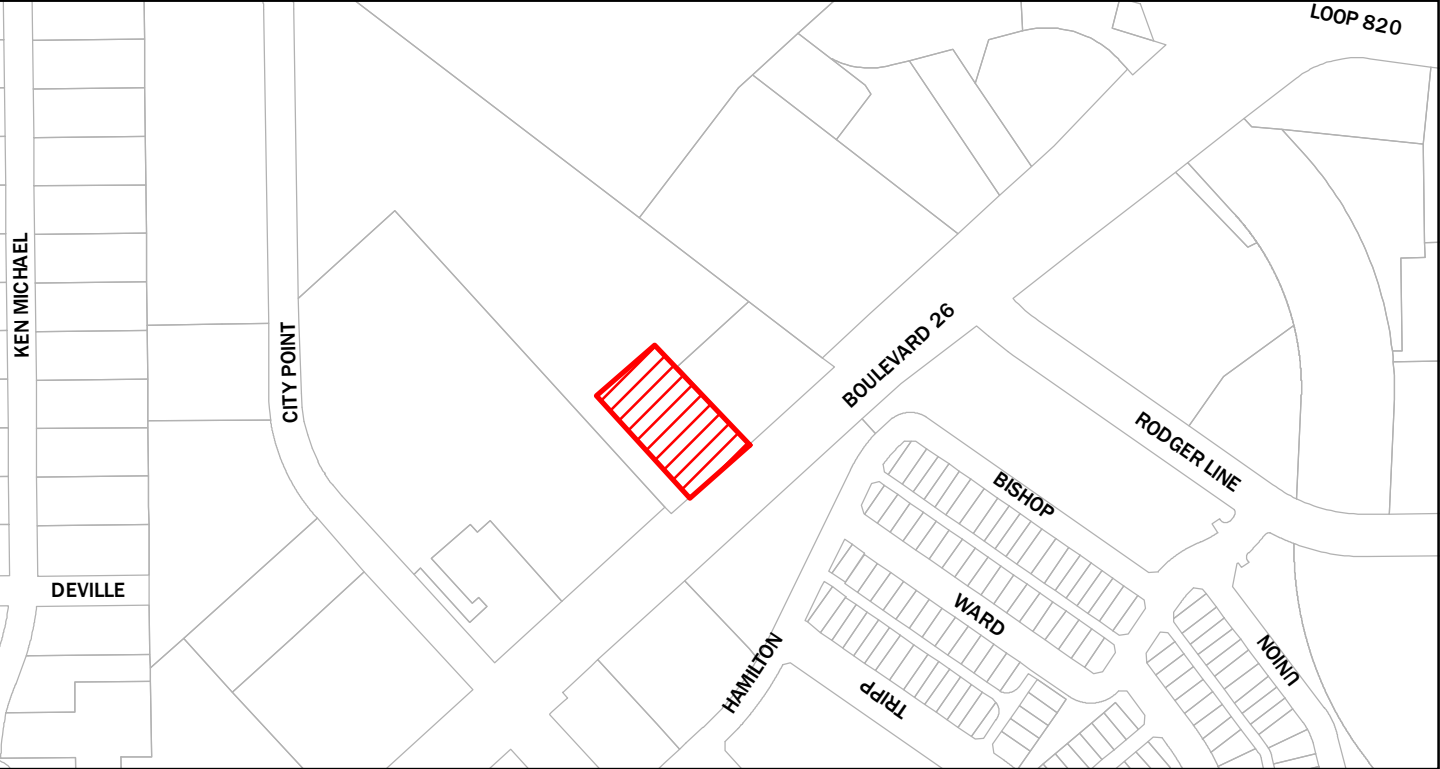 LOOP 820
KEN MICHAEL
CITY POINT
BOULEVARD 26
RODGER LINE
BISHOP
DEVILLE
WARD
HAMILTON
TRIPP
UNION